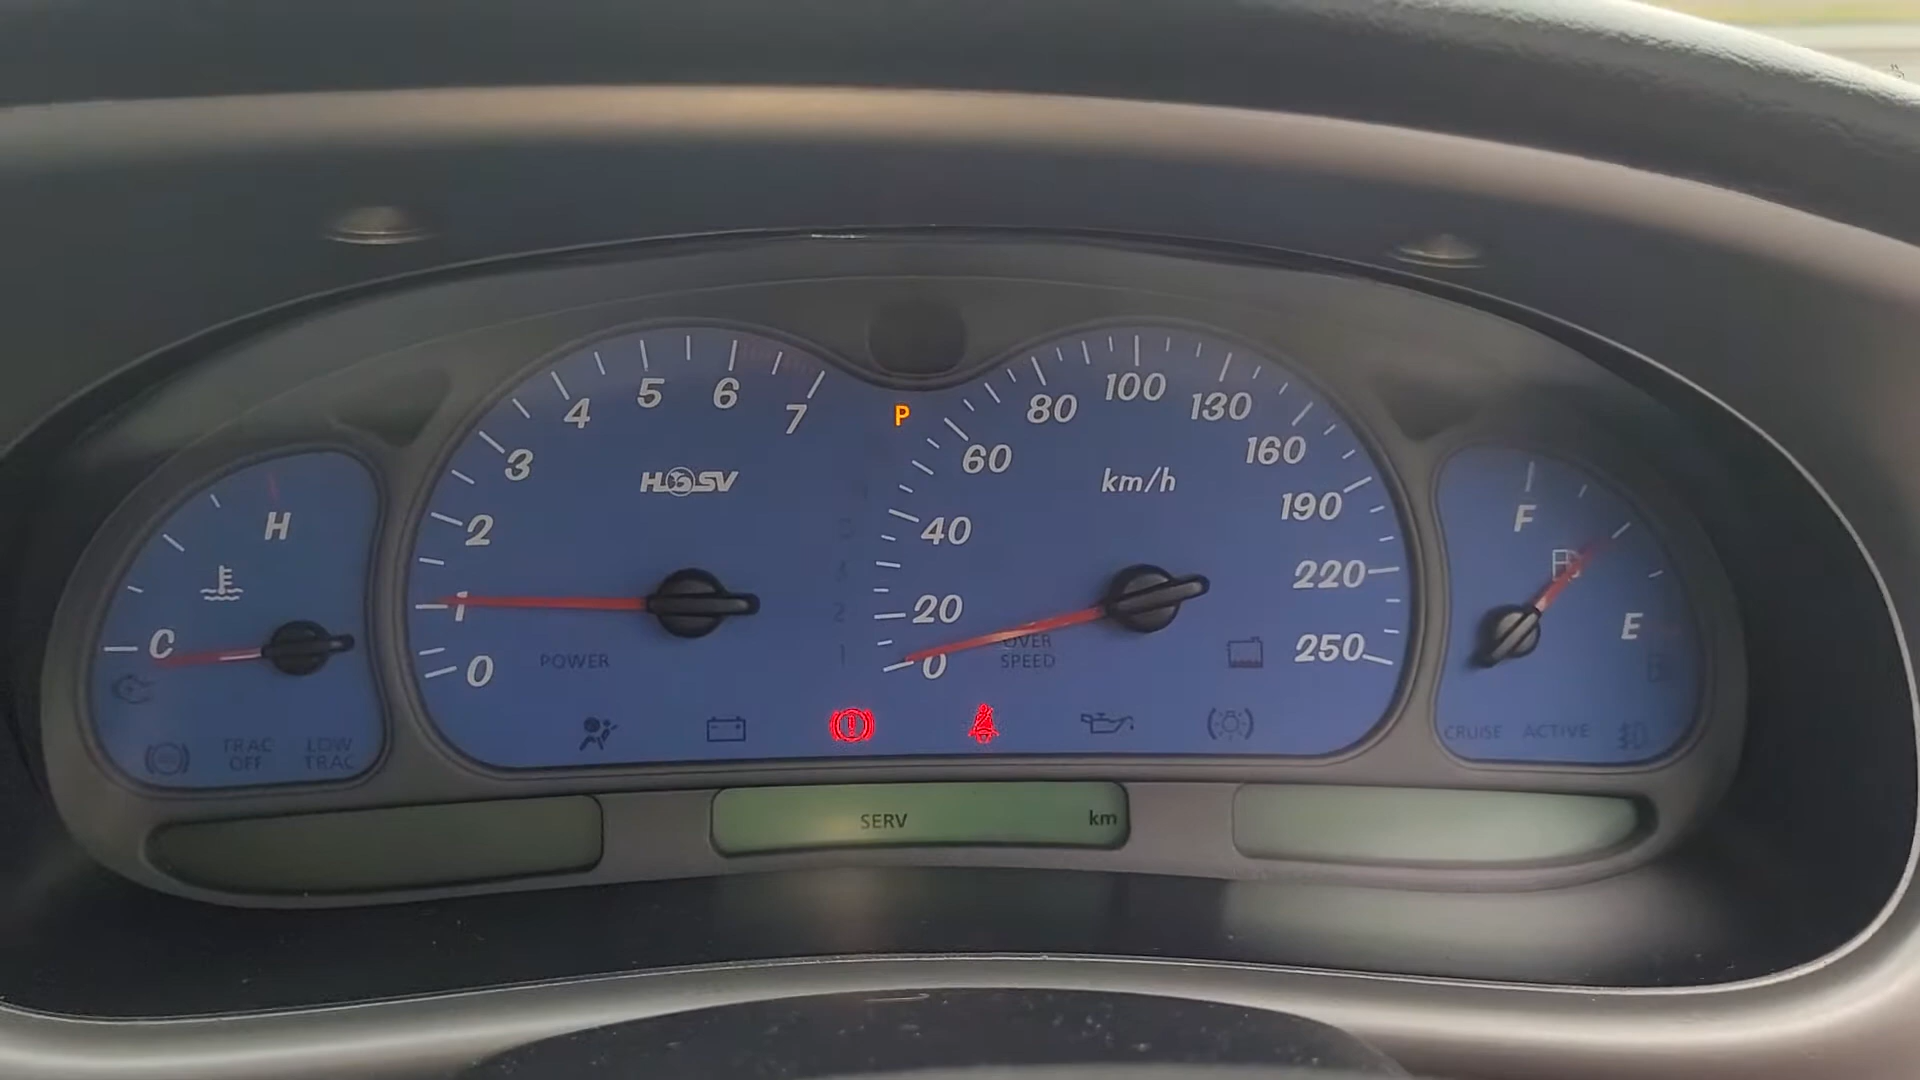 P
4 5 6 7
3
2
1
0
HSV
POWER
80 100 130
60 160
40 190
20 220
0 250
km/h
OVER
SPEED
H
C
F
E
TRAC
OFF
LOW
TRAC
CRUISE ACTIVE
SERV km